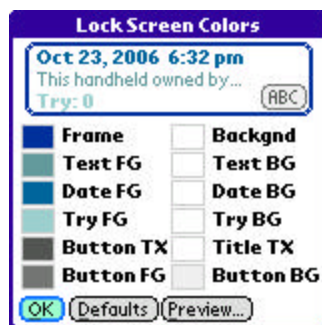 Lock Screen Colors
Oct 23, 2006 6:32 pm
This handheld owned by...
Try: 0
ABC
Frame Backgnd
Text FG Text BG
Date FG Date BG
Try FG Try BG
Button TX Title TX
Button FG Button BG
OK Defaults Preview...